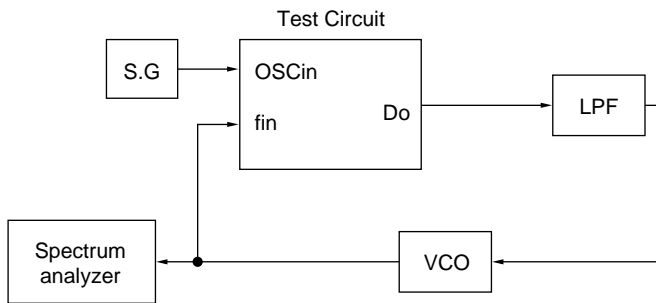 Test Circuit
S.G
OSCin
fin
Do
LPF
Spectrum
analyzer
VCO